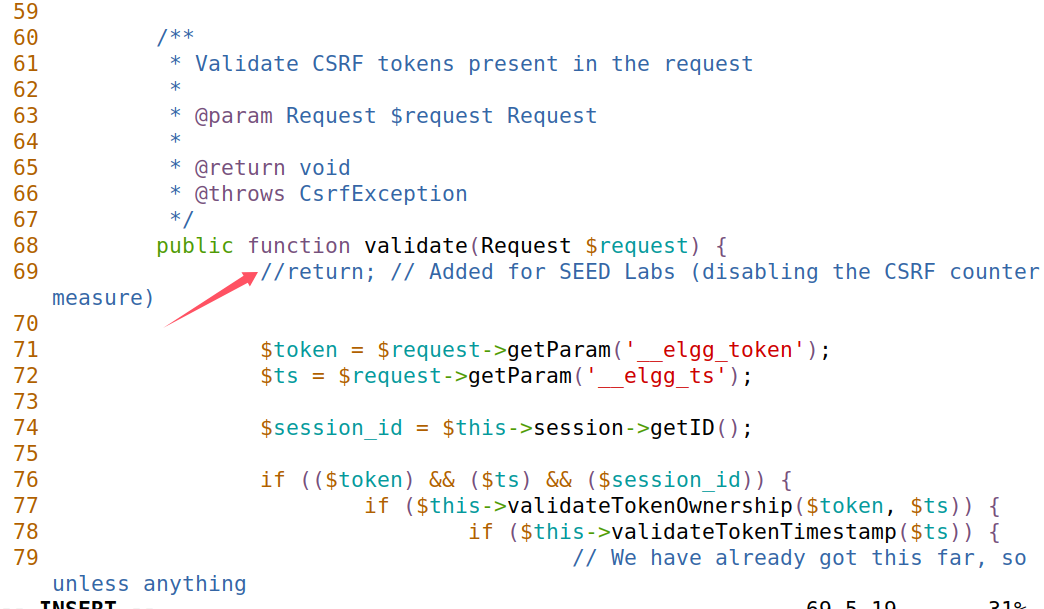 59
60 /**
61 * Validate CSRF tokens present in the request
62 *
63 * @param Request $request Request
64 *
65 * @return void
66 * @throws CsrfException
67 */
68 public function validate(Request $request) {
69 //return; // Added for SEED Labs (disabling the CSRF counter
measure)
70
71 $token = $request->getParam('__elgg_token');
72 $ts = $request->getParam('__elgg_ts');
73
74 $session_id = $this->session->getID();
75
76 if (($token) && ($ts) && ($session_id)) {
77 if ($this->validateTokenOwnership($token, $ts)) {
78 if ($this->validateTokenTimestamp($ts)) {
79 // We have already got this far, so
unless anything
-- INSERT -- 69,5-19 31%